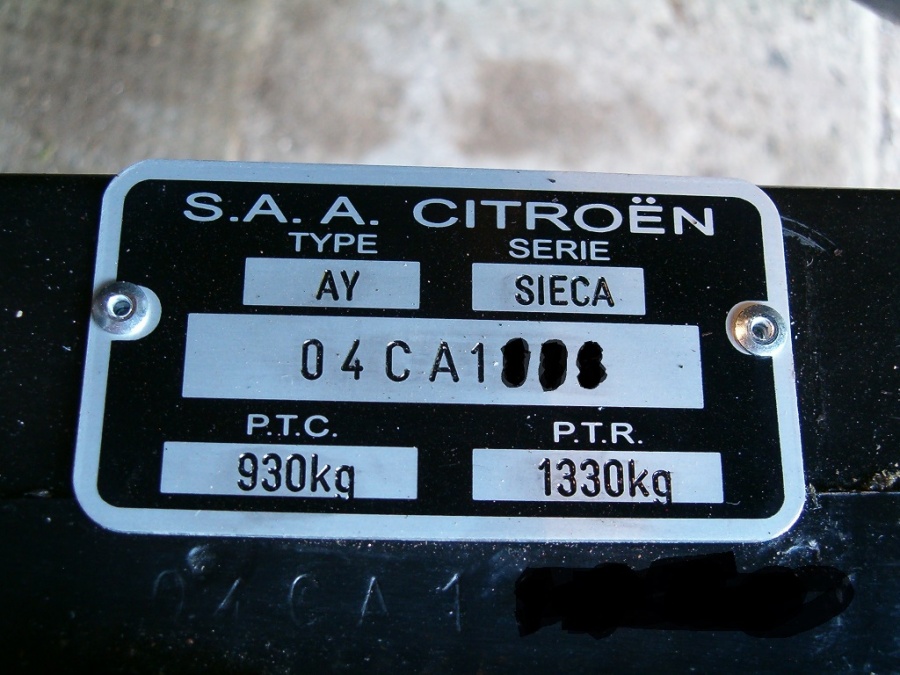 S.A. A. CITROËN
TYPE SERIE
AY SIECA
04CA1
P.T.C. P.T.R.
930kg 1330kg
04CA1